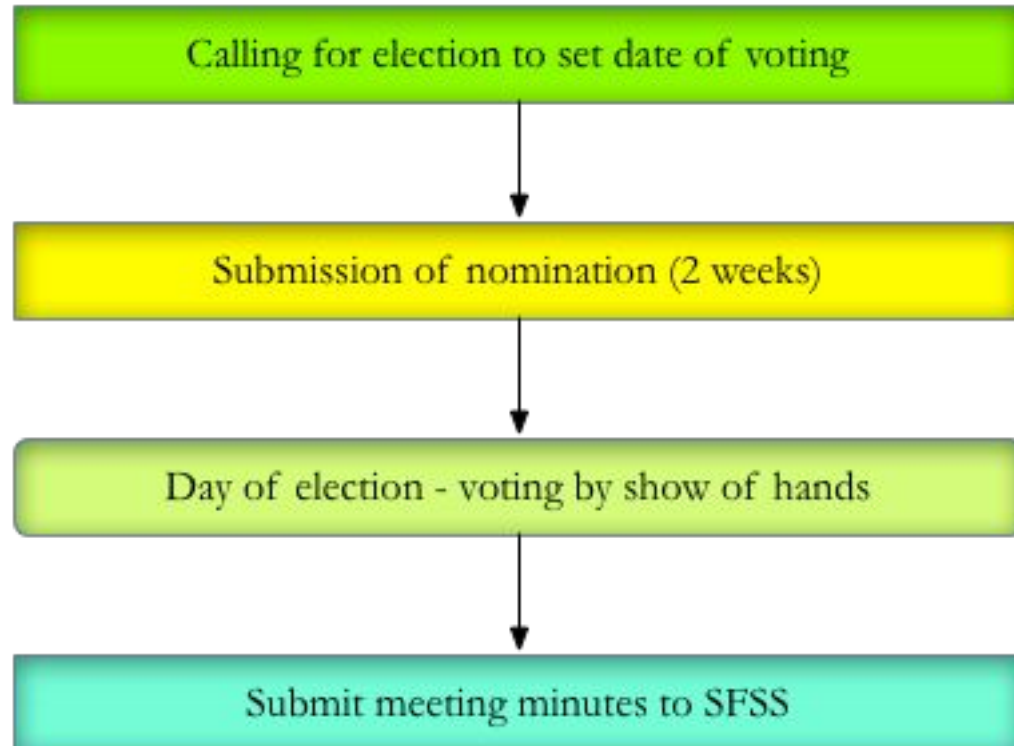 Calling for election to set date of voting
Submission of nomination (2 weeks)
Day of election - voting by show of hands
Submit meeting minutes to SFSS